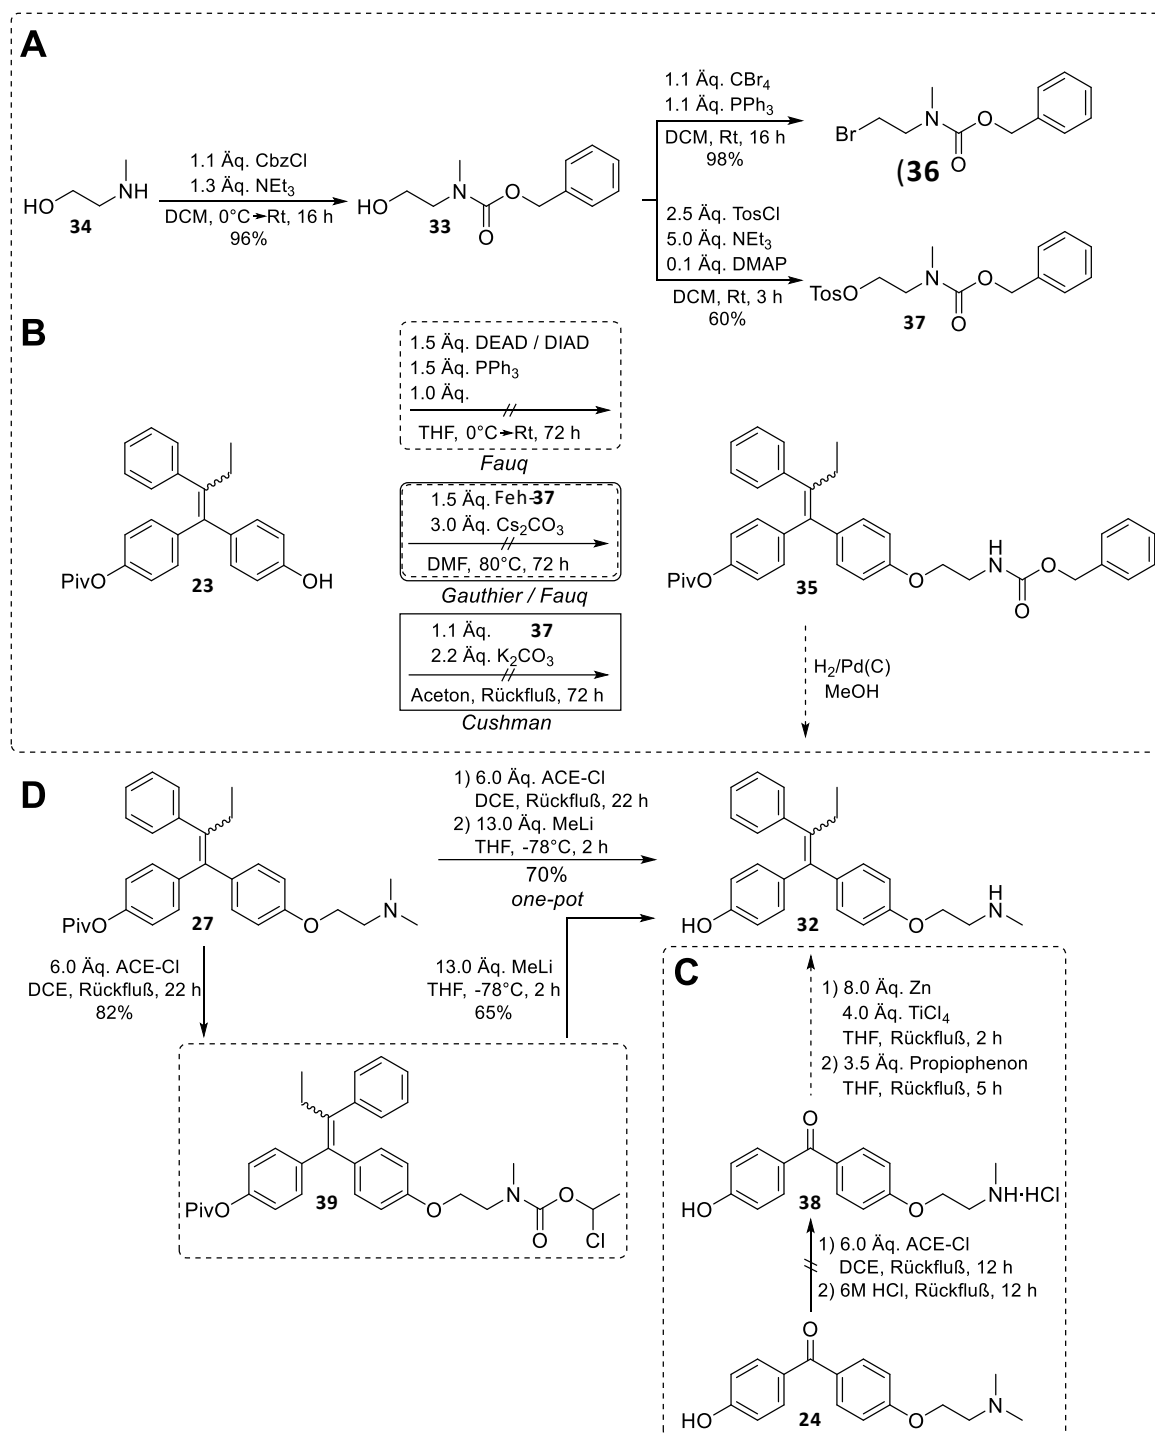 A
1.1 Äq. CbzCl
1.3 Äq. NEt3
DCM, 0°C→Rt, 16 h
96%
HO
NH
34
HO
N
O
O
33
1.1 Äq. CBr4
1.1 Äq. PPh3
DCM, Rt, 16 h
98%
Br
N
O
O
(36
2.5 Äq. TosCl
5.0 Äq. NEt3
0.1 Äq. DMAP
DCM, Rt, 3 h
60%
TosO
N
O
O
37
B
PivO
23
OH
1.5 Äq. DEAD / DIAD
1.5 Äq. PPh3
1.0 Äq.
THF, 0°C→Rt, 72 h
Fauq
1.5 Äq. Feh-37
3.0 Äq. Cs2CO3
DMF, 80°C, 72 h
Gauthier / Fauq
1.1 Äq. 37
2.2 Äq. K2CO3
Aceton, Rückfluß, 72 h
Cushman
PivO
35
O
H
N
O
O
H2/Pd(C)
MeOH
D
PivO
27
O
N
1) 6.0 Äq. ACE-Cl
DCE, Rückfluß, 22 h
2) 13.0 Äq. MeLi
THF, -78°C, 2 h
70%
one-pot
HO
32
O
H
N
6.0 Äq. ACE-Cl
DCE, Rückfluß, 22 h
82%
13.0 Äq. MeLi
THF, -78°C, 2 h
65%
PivO
39
O
N
O
O
Cl
C
1) 8.0 Äq. Zn
4.0 Äq. TiCl4
THF, Rückfluß, 2 h
2) 3.5 Äq. Propiophenon
THF, Rückfluß, 5 h
O
HO
38
O
NH·HCl
1) 6.0 Äq. ACE-Cl
DCE, Rückfluß, 12 h
2) 6M HCl, Rückfluß, 12 h
O
HO
24
O
N